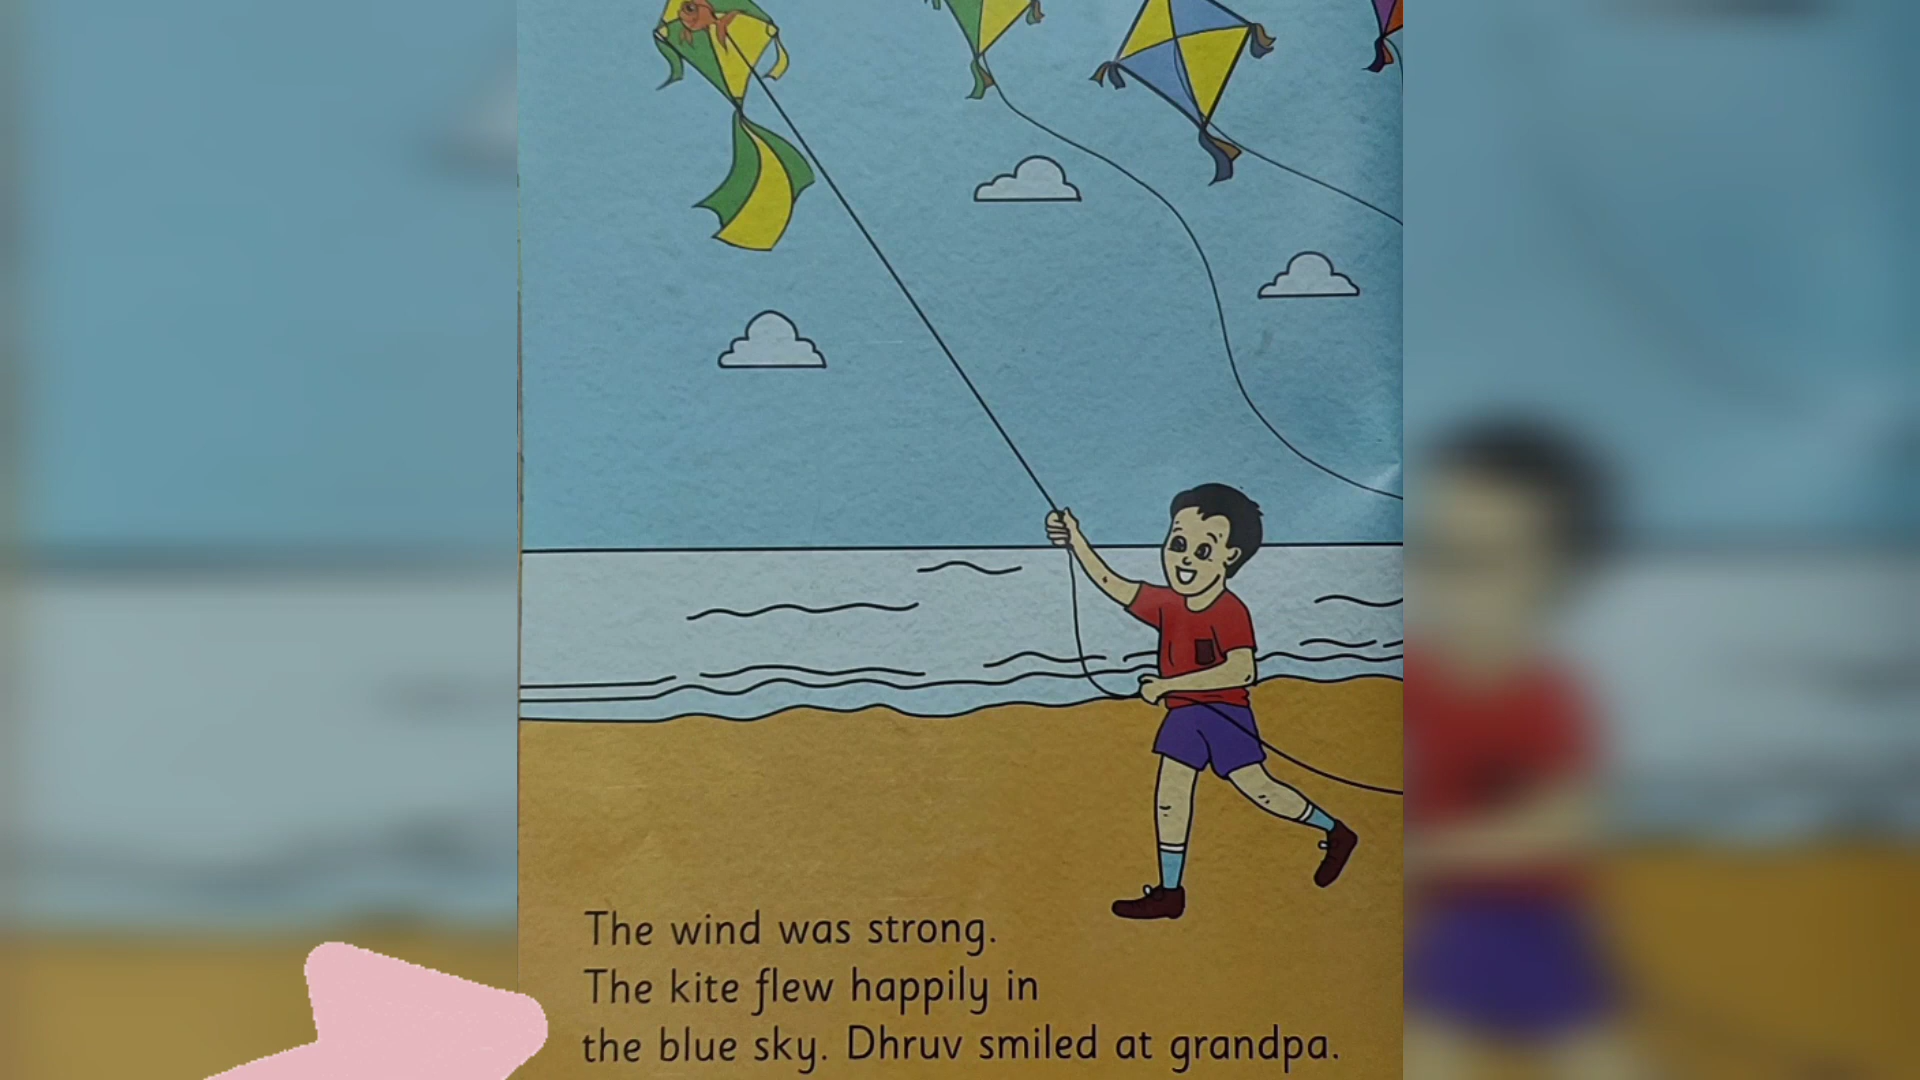 The wind was strong.
The kite flew happily in
the blue sky. Dhruv smiled at grandpa.